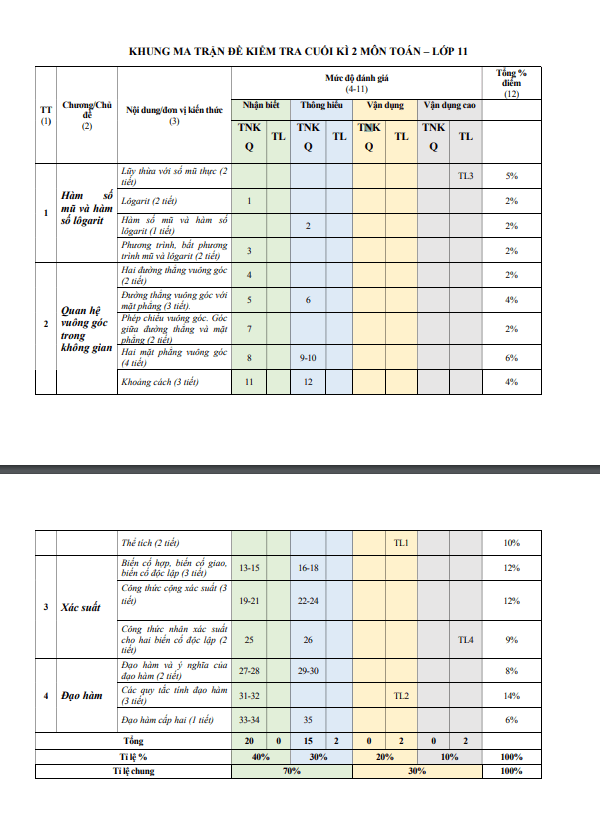 KHUNG MA TRẬN ĐỀ KIỂM TRA CUỐI KÌ 2 MÔN TOÁN – LỚP 11
TT
(1)
Chương/Chủ
đề
(2)
Nội dung/đơn vị kiến thức
(3)
Mức độ đánh giá
(4-11)
Tổng %
điểm
(12)
Nhận biết Thông hiểu Vận dụng Vận dụng cao
TNK
Q TL TNK
Q TL TNK
Q TL TNK
Q TL
1
Hàm số
mũ và hàm
số lôgarit
Lũy thừa với số mũ thực (2
tiết) TL3 5%
Lôgarit (2 tiết) 1 2%
Hàm số mũ và hàm số
lôgarit (1 tiết) 2 2%
Phương trình, bất phương
trình mũ và lôgarit (2 tiết) 3 2%
2
Quan hệ
vuông góc
trong
không gian
Hai đường thẳng vuông góc
(2 tiết) 4 2%
Đường thẳng vuông góc với
mặt phẳng (3 tiết). 5 6 4%
Phép chiếu vuông góc. Góc
giữa đường thẳng và mặt
phẳng (2 tiết) 7 2%
Hai mặt phẳng vuông góc
(4 tiết) 8 9-10 6%
Khoảng cách (3 tiết) 11 12 4%
Thể tích (2 tiết) TL1 10%
3
Xác suất
Biến cố hợp, biến cố giao,
biến cố độc lập (3 tiết) 13-15 16-18 12%
Công thức cộng xác suất (3
tiết) 19-21 22-24 12%
Công thức nhân xác suất
cho hai biến cố độc lập (2
tiết) 25 26 TL4 9%
4
Đạo hàm
Đạo hàm và ý nghĩa của
đạo hàm (2 tiết) 27-28 29-30 8%
Các quy tắc tính đạo hàm
(3 tiết) 31-32 TL2 14%
Đạo hàm cấp hai (1 tiết) 33-34 35 6%
Tổng 20 0 15 2 0 2 0 2
Tỉ lệ % 40% 30% 20% 10% 100%
Tỉ lệ chung 70% 30% 100%